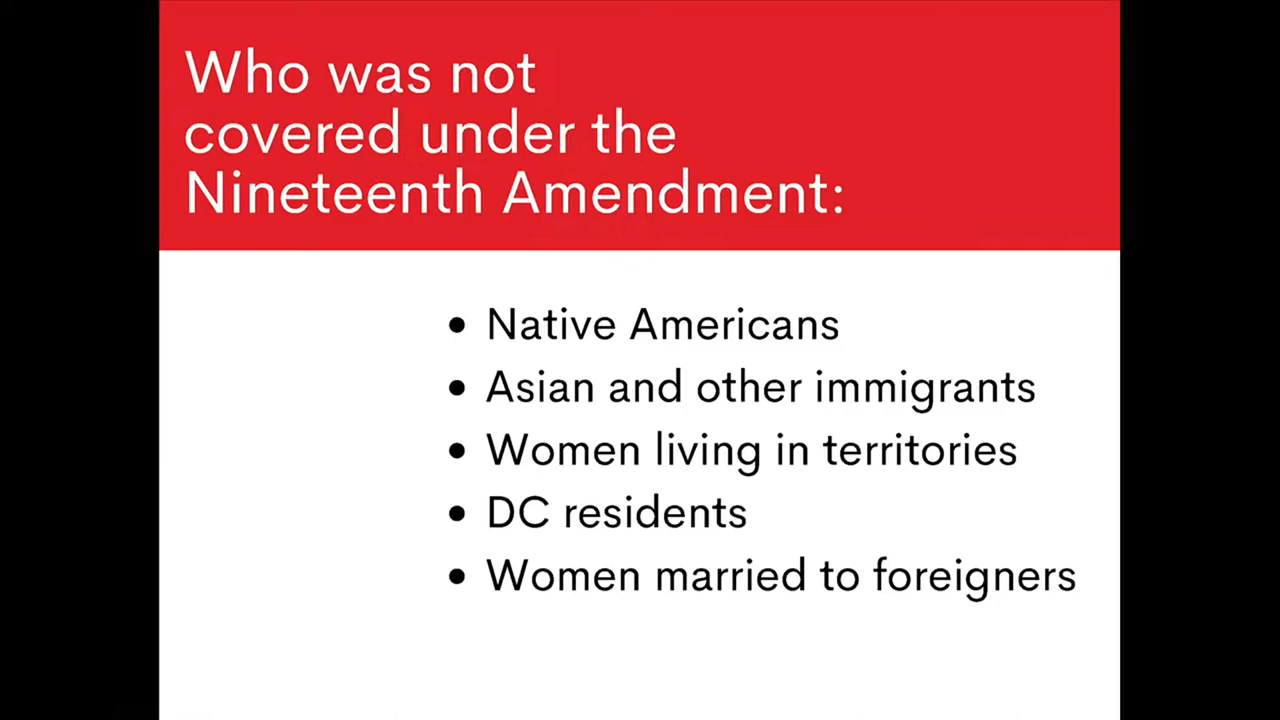 Who was not
covered under the
Nineteenth Amendment:
• Native Americans
• Asian and other immigrants
• Women living in territories
• DC residents
• Women married to foreigners